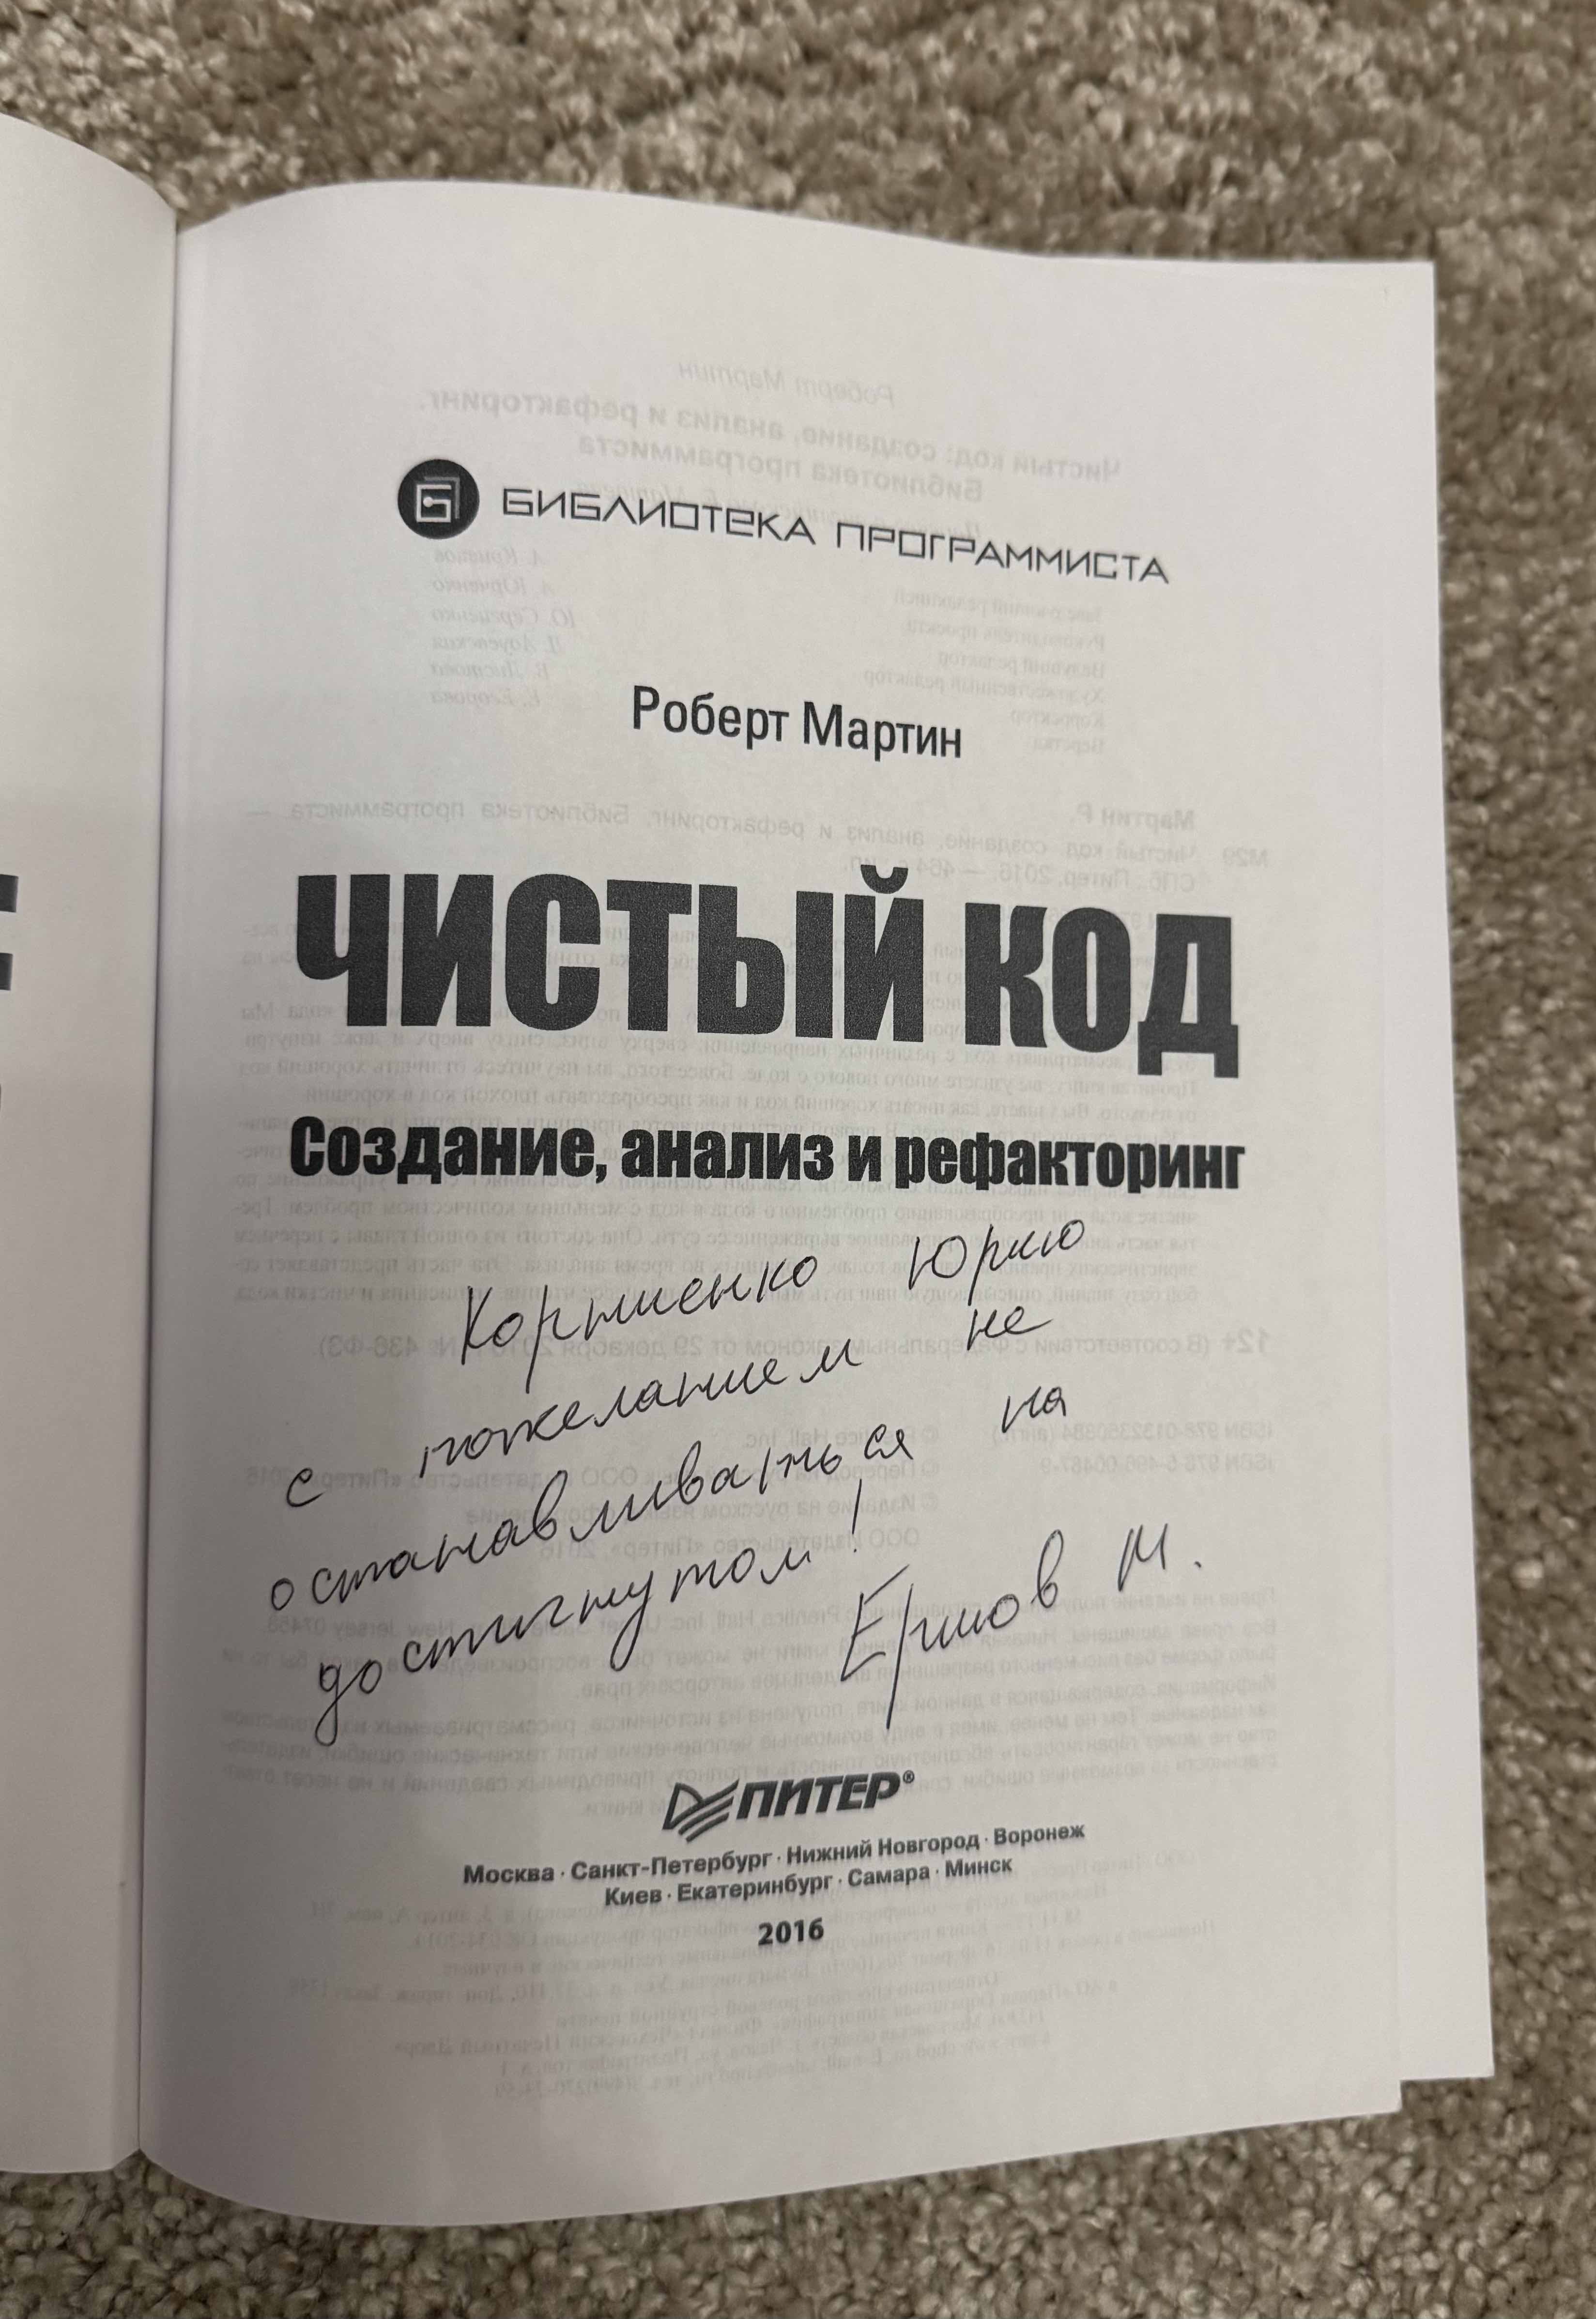 БИБЛИОТЕКА ПРОГРАММИСТА
Роберт Мартин
ЧИСТЫЙ КОД
Создание, анализ и рефакторинг
Корниенко Юрию
с пожеланием не
останавливаться на
достигнутом!
Ершов М.
ПИТЕР®
Москва · Санкт-Петербург · Нижний Новгород · Воронеж
Киев · Екатеринбург · Самара · Минск
2016